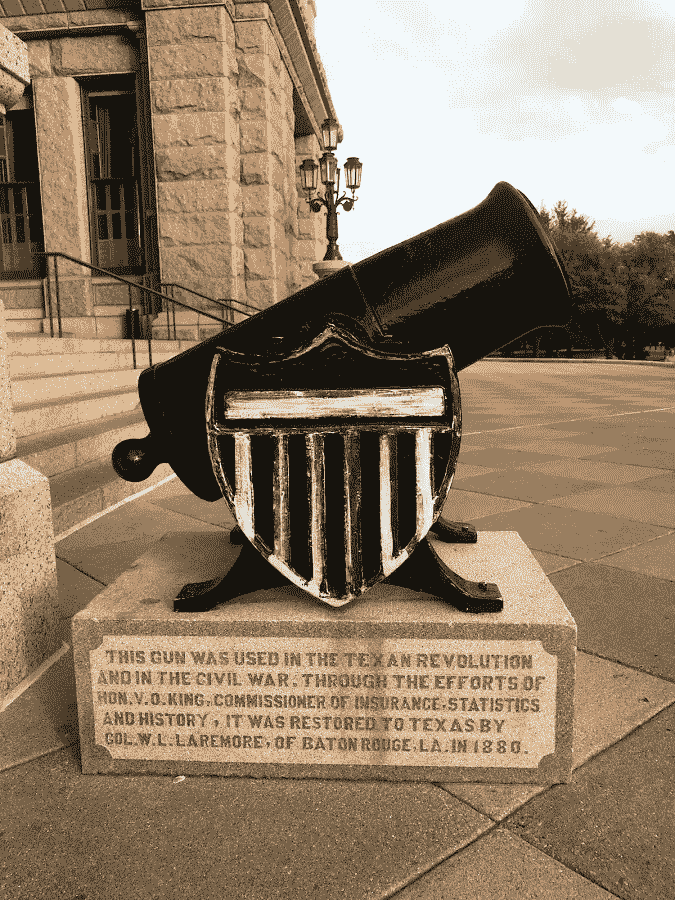 THIS GUN WAS USED IN THE TEXAN REVOLUTION
AND IN THE CIVIL WAR. THROUGH THE EFFORTS OF
HON. V. O. KING, COMMISSIONER OF INSURANCE, STATISTICS
AND HISTORY, IT WAS RESTORED TO TEXAS BY
COL. W. L. LAREMORE, OF BATON ROUGE, LA. IN 1880.